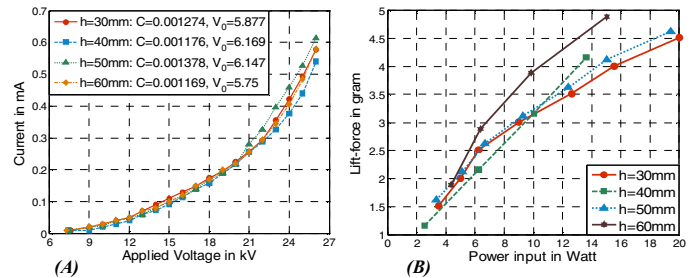 h=30mm: C=0.001274, V0=5.877
h=40mm: C=0.001176, V0=6.169
h=50mm: C=0.001378, V0=6.147
h=60mm: C=0.001169, V0=5.75
0.7
0.6
0.5
0.4
0.3
0.2
0.1
0
Current in mA
6 9 12 15 18 21 24 27
Applied Voltage in kV
(A)
5
4.5
4
3.5
3
2.5
2
1.5
1
Lift-force in gram
h=30mm
h=40mm
h=50mm
h=60mm
2 4 6 8 10 12 14 16 18 20
Power input in Watt
(B)